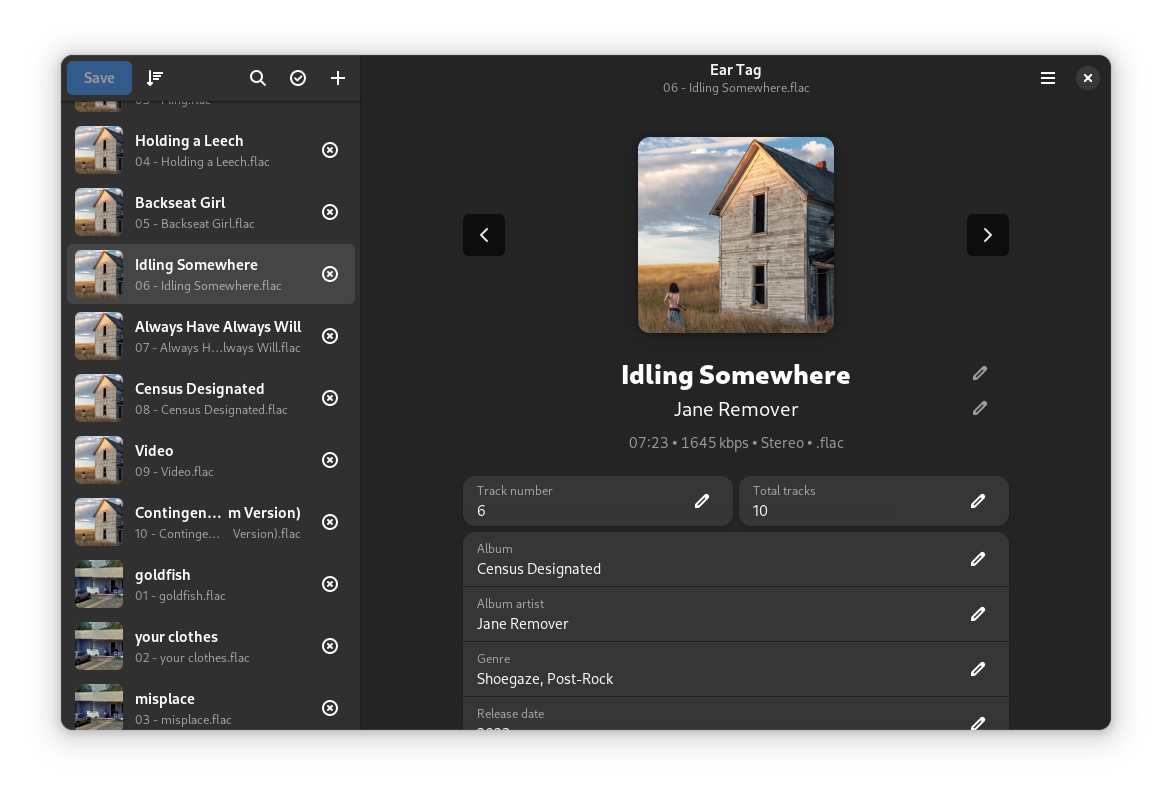 Save
Ear Tag
06 - Idling Somewhere.flac
Holding a Leech
04 - Holding a Leech.flac
Backseat Girl
05 - Backseat Girl.flac
Idling Somewhere
06 - Idling Somewhere.flac
Always Have Always Will
07 - Always H…lways Will.flac
Census Designated
08 - Census Designated.flac
Video
09 - Video.flac
Contingen… m Version)
10 - Continge… Version).flac
goldfish
01 - goldfish.flac
your clothes
02 - your clothes.flac
misplace
03 - misplace.flac
Idling Somewhere
Jane Remover
07:23 • 1645 kbps • Stereo • .flac
Track number
6
Total tracks
10
Album
Census Designated
Album artist
Jane Remover
Genre
Shoegaze, Post-Rock
Release date